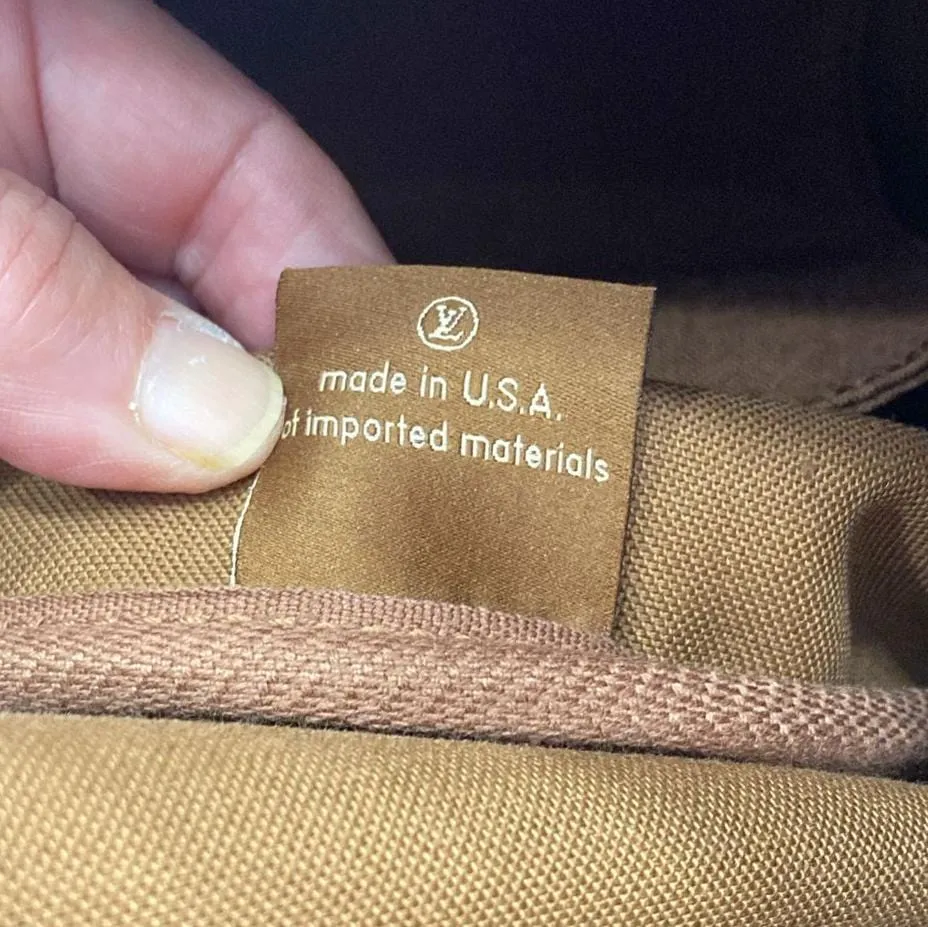 LV
made in U.S.A.
of imported materials